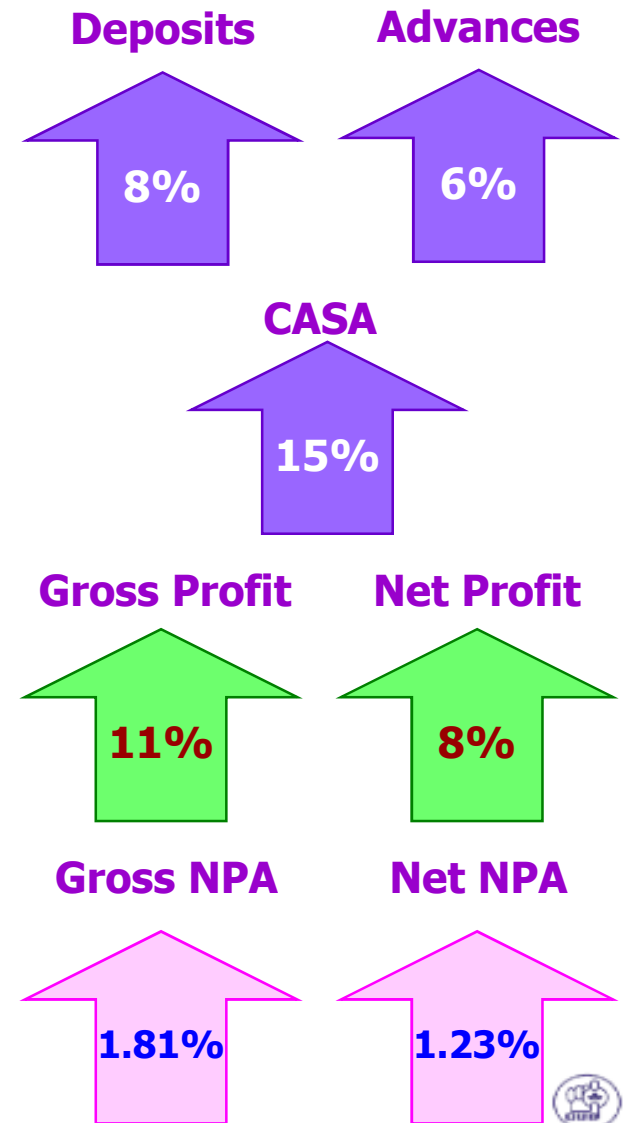 Deposits Advances
8% 6%
CASA
15%
Gross Profit Net Profit
11% 8%
Gross NPA Net NPA
1.81% 1.23%